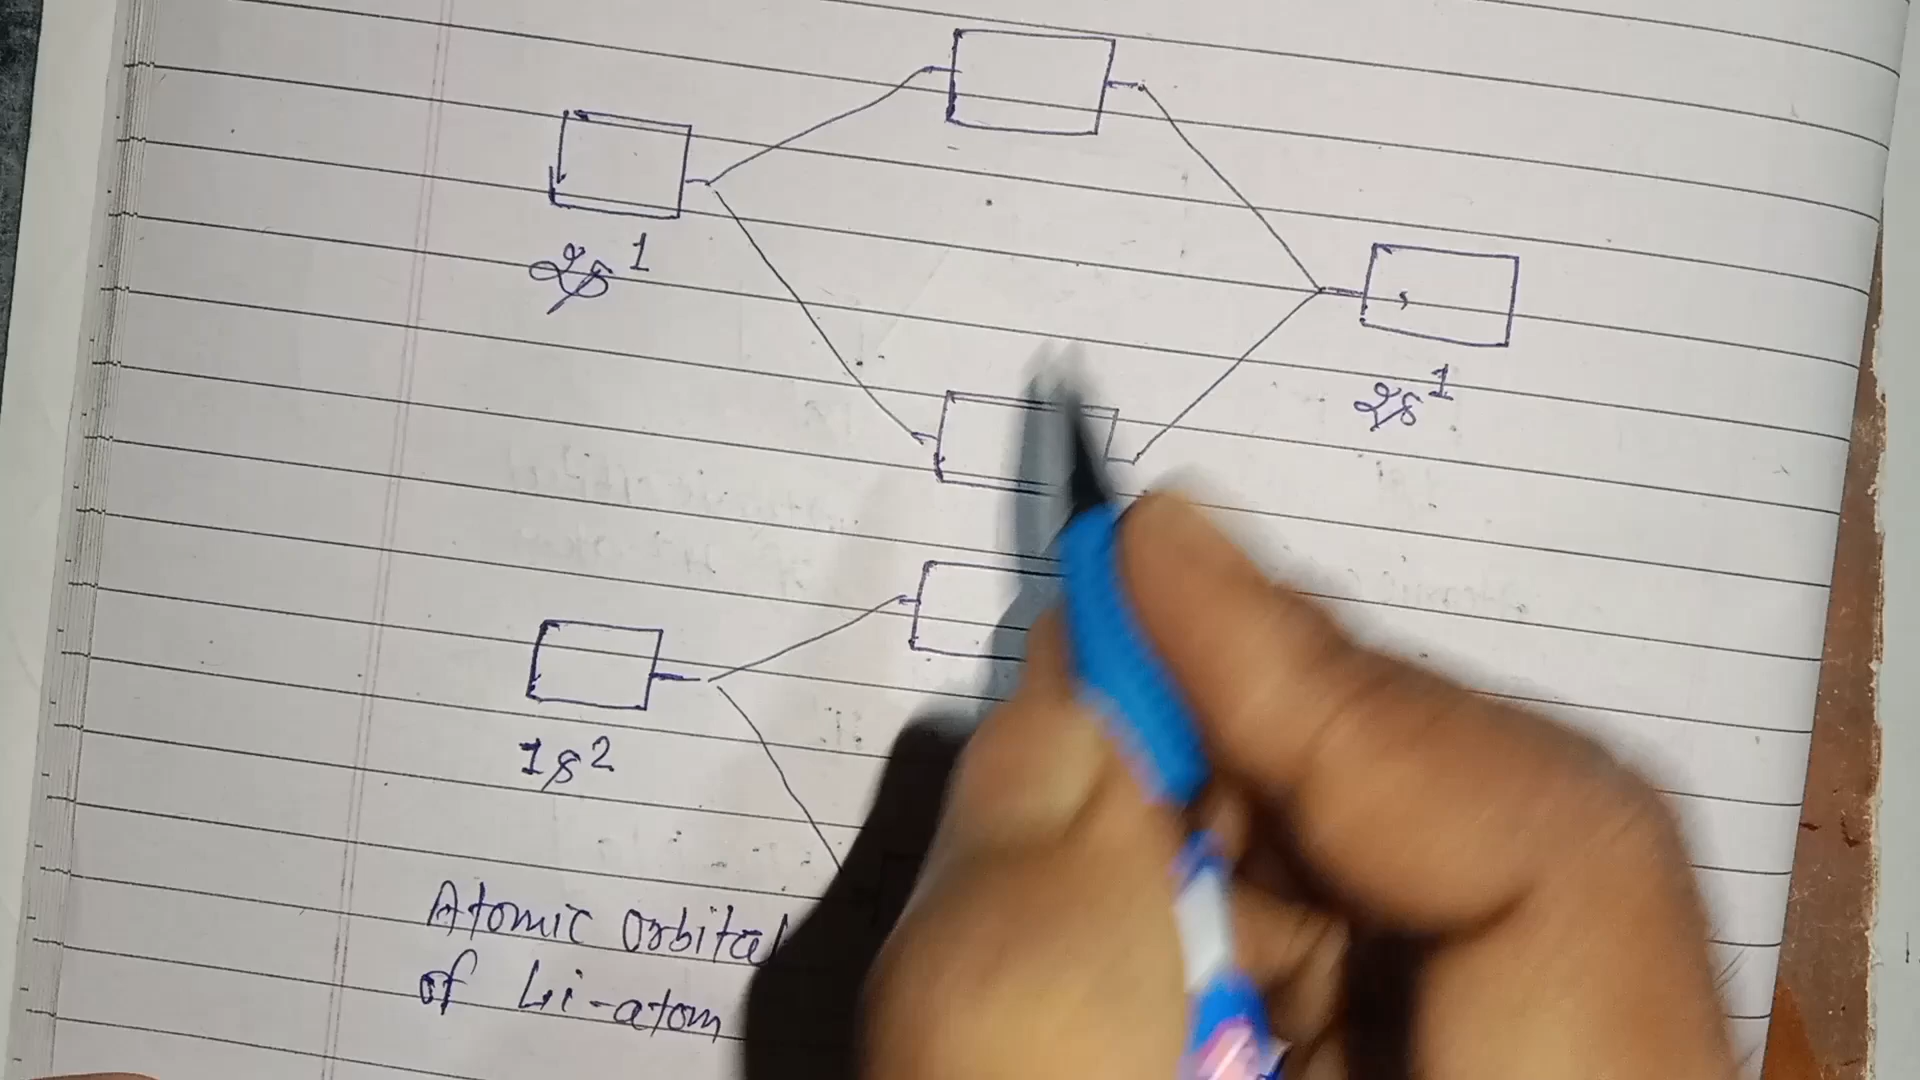 2s¹
2s¹
1s²
Atomic orbital
of Li-atom